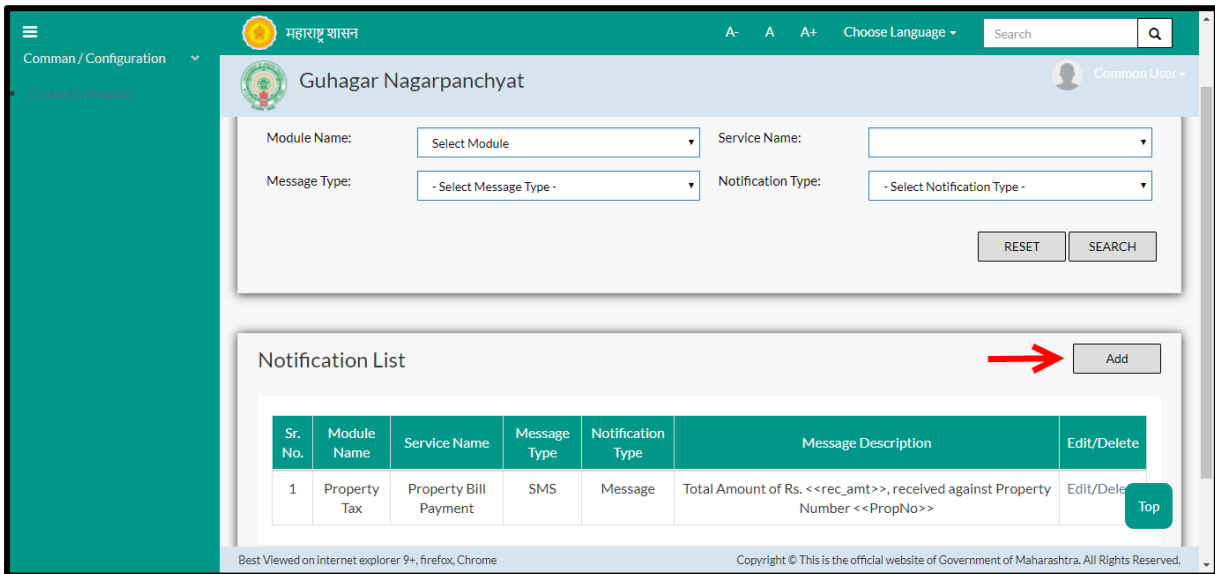 महाराष्ट्र शासन
A- A A+ Choose Language Search
Comman / Configuration
Create Grievance
Guhagar Nagarpanchyat
Common User
Module Name: Select Module Service Name:
Message Type: - Select Message Type - Notification Type: - Select Notification Type -
RESET SEARCH
Notification List Add
Sr. No. Module Name Service Name Message Type Notification Type Message Description Edit/Delete
1 Property Tax Property Bill Payment SMS Message Total Amount of Rs. <<rec_amt>>, received against Property Number <<PropNo>>
Top
Best Viewed on internet explorer 9+, firefox, Chrome Copyright © This is the official website of Government of Maharashtra. All Rights Reserved.